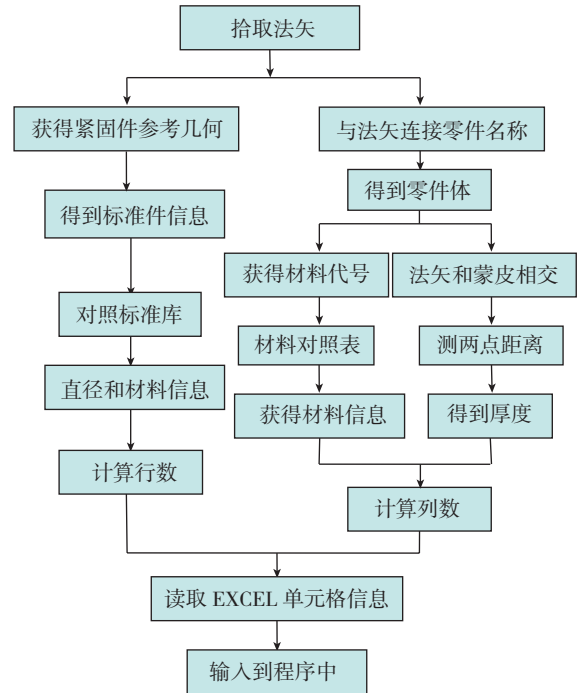 拾取法矢
获得紧固件参考几何
与法矢连接零件名称
得到标准件信息
得到零件体
获得材料代号
法矢和蒙皮相交
对照标准库
材料对照表
测两点距离
直径和材料信息
获得材料信息
得到厚度
计算行数
计算列数
读取 EXCEL 单元格信息
输入到程序中